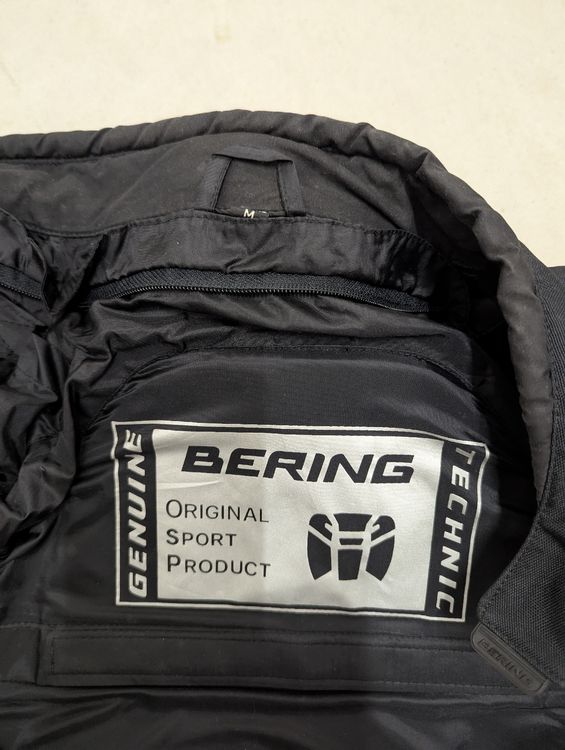 M
GENUINE
BERING
ORIGINAL
SPORT
PRODUCT
TECHNIC
BERING